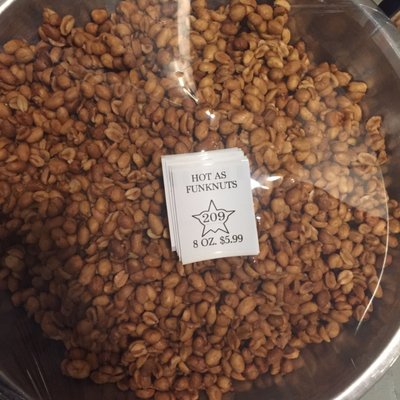 HOT AS
FUNKNUTS
209
8 OZ. $5.99